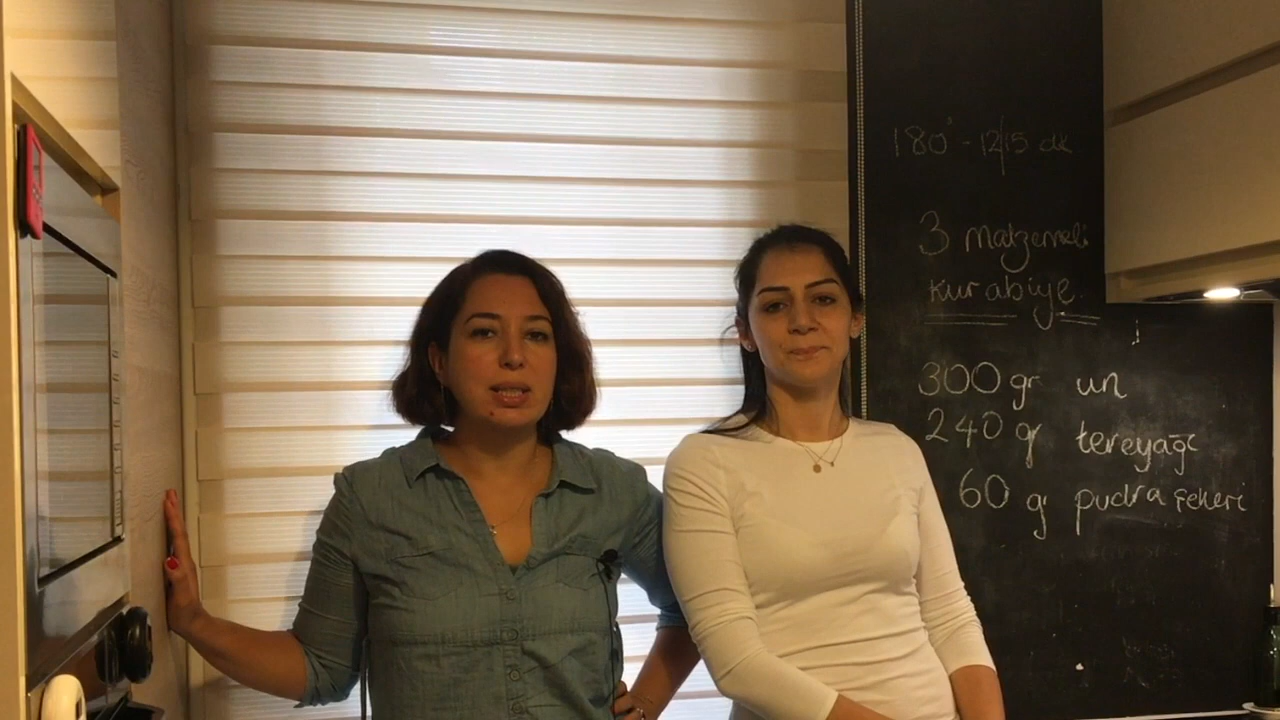 180° - 12/15 dk
3 malzemeli
kurabiye
300 gr un
240 gr tereyağı
60 gr pudra şekeri